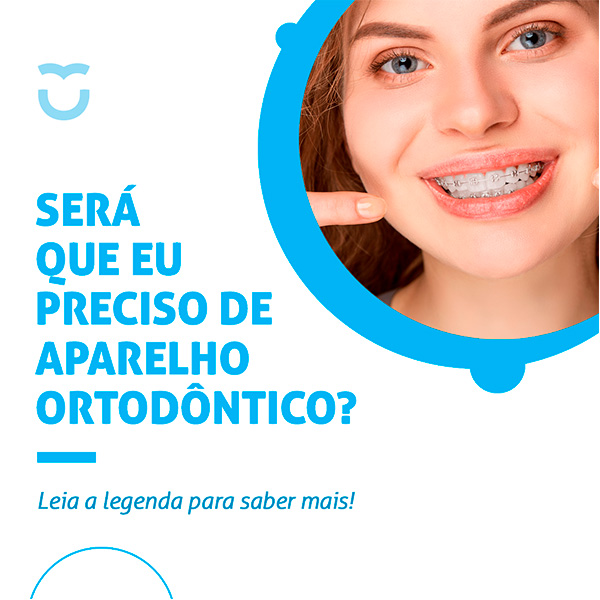 SERÁ
QUE EU
PRECISO DE
APARELHO
ORTODÔNTICO?
Leia a legenda para saber mais!